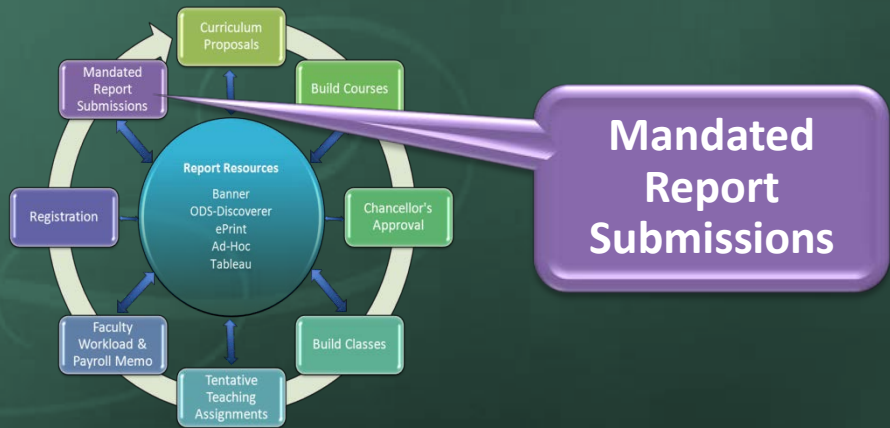 Curriculum
Proposals
Build Courses
Chancellor's
Approval
Build Classes
Tentative
Teaching
Assignments
Faculty
Workload &
Payroll Memo
Registration
Mandated
Report
Submissions
Report Resources
Banner
ODS-Discoverer
ePrint
Ad-Hoc
Tableau
Mandated
Report
Submissions